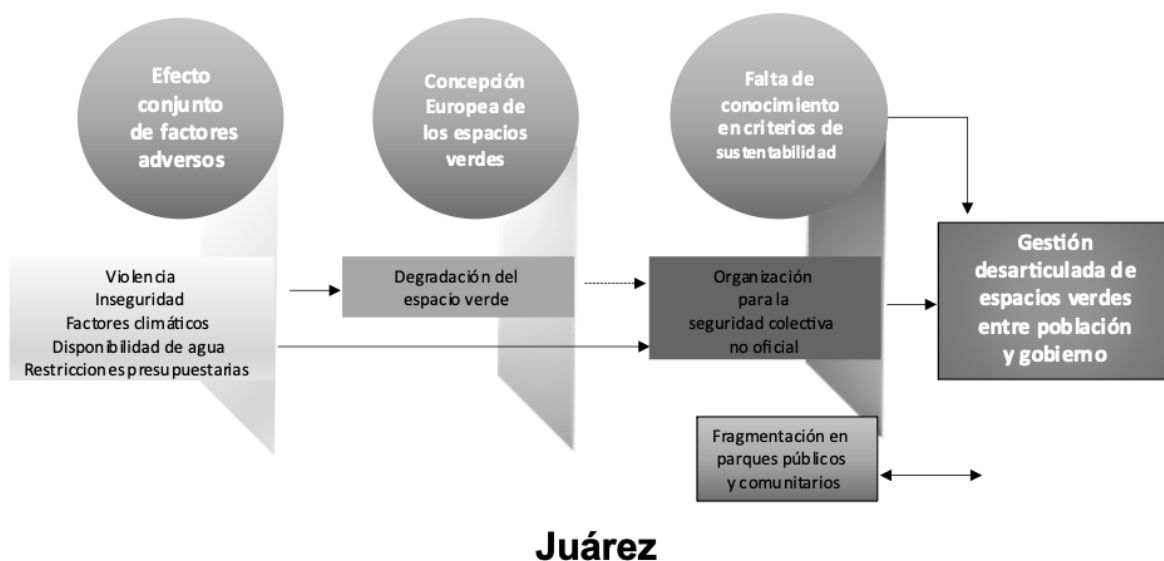 Efecto
conjunto
de factores
adversos
Concepción
Europea de
los espacios
verdes
Falta de
conocimiento
en criterios de
sustentabilidad
Violencia
Inseguridad
Factores climáticos
Disponibilidad de agua
Restricciones presupuestarias
Degradación del
espacio verde
Organización
para la
seguridad colectiva
no oficial
Gestión
desarticulada de
espacios verdes
entre población
y gobierno
Fragmentación en
parques públicos
y comunitarios
Juárez